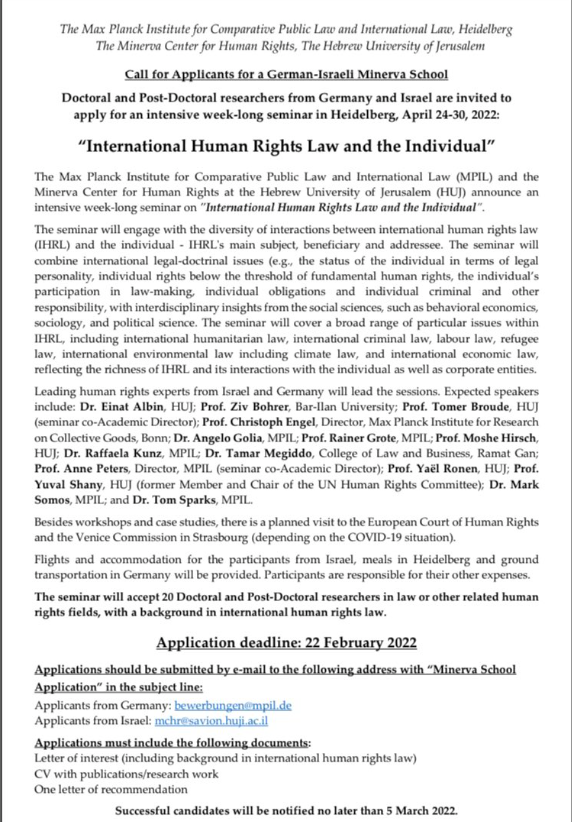 The Max Planck Institute for Comparative Public Law and International Law, Heidelberg
The Minerva Center for Human Rights, The Hebrew University of Jerusalem
Call for Applicants for a German-Israeli Minerva School
Doctoral and Post-Doctoral researchers from Germany and Israel are invited to
apply for an intensive week-long seminar in Heidelberg, April 24-30, 2022:
“International Human Rights Law and the Individual”
The Max Planck Institute for Comparative Public Law and International Law (MPIL) and the
Minerva Center for Human Rights at the Hebrew University of Jerusalem (HUJ) announce an
intensive week-long seminar on "International Human Rights Law and the Individual".
The seminar will engage with the diversity of interactions between international human rights law
(IHRL) and the individual - IHRL's main subject, beneficiary and addressee. The seminar will
combine international legal-doctrinal issues (e.g., the status of the individual in terms of legal
personality, individual rights below the threshold of fundamental human rights, the individual's
participation in law-making, individual obligations and individual criminal and other
responsibility, with interdisciplinary insights from the social sciences, such as behavioral economics,
sociology, and political science. The seminar will cover a broad range of particular issues within
IHRL, including international humanitarian law, international criminal law, labour law, refugee
law, international environmental law including climate law, and international economic law,
reflecting the richness of IHRL and its interactions with the individual as well as corporate entities.
Leading human rights experts from Israel and Germany will lead the sessions. Expected speakers
include: Dr. Einat Albin, HUJ; Prof. Ziv Bohrer, Bar-Ilan University; Prof. Tomer Broude, HUJ
(seminar co-Academic Director); Prof. Christoph Engel, Director, Max Planck Institute for Research
on Collective Goods, Bonn; Dr. Angelo Golia, MPIL; Prof. Rainer Grote, MPIL; Prof. Moshe Hirsch,
HUJ; Dr. Raffaela Kunz, MPIL; Dr. Tamar Megiddo, College of Law and Business, Ramat Gan;
Prof. Anne Peters, Director, MPIL (seminar co-Academic Director); Prof. Yaël Ronen, HUJ; Prof.
Yuval Shany, HUJ (former Member and Chair of the UN Human Rights Committee); Dr. Mark
Somos, MPIL; and Dr. Tom Sparks, MPIL.
Besides workshops and case studies, there is a planned visit to the European Court of Human Rights
and the Venice Commission in Strasbourg (depending on the COVID-19 situation).
Flights and accommodation for the participants from Israel, meals in Heidelberg and ground
transportation in Germany will be provided. Participants are responsible for their other expenses.
The seminar will accept 20 Doctoral and Post-Doctoral researchers in law or other related human
rights fields, with a background in international human rights law.
Application deadline: 22 February 2022
Applications should be submitted by e-mail to the following address with “Minerva School
Application” in the subject line:
Applicants from Germany: bewerbungen@mpil.de
Applicants from Israel: mchr@savion.huji.ac.il
Applications must include the following documents:
Letter of interest (including background in international human rights law)
CV with publications/research work
One letter of recommendation
Successful candidates will be notified no later than 5 March 2022.